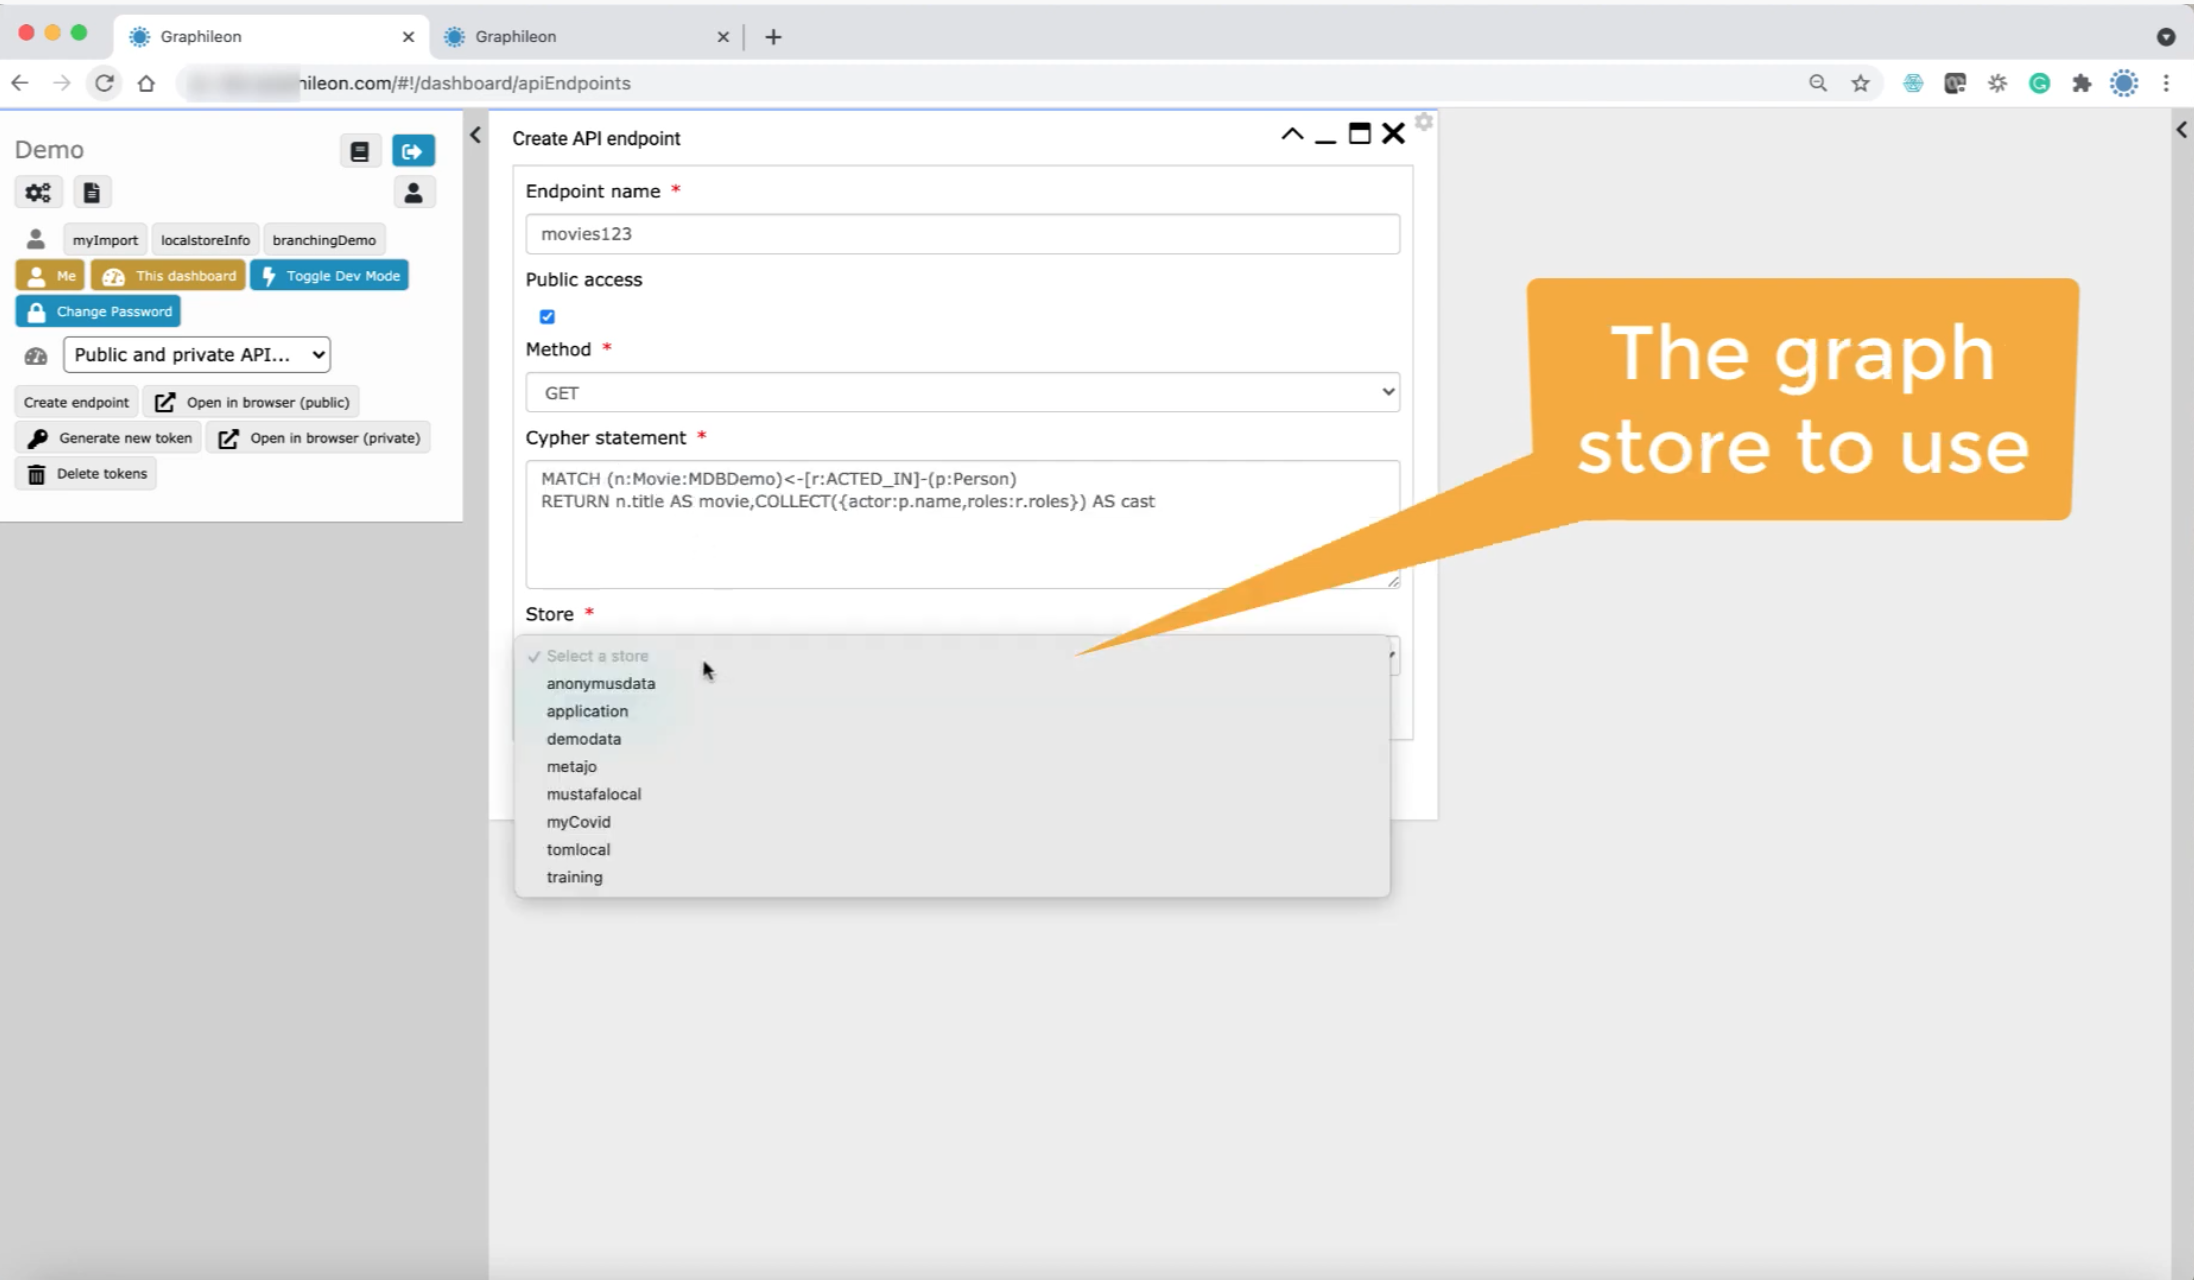 Graphileon
Graphileon
hileon.com/#!/dashboard/apiEndpoints
Demo
myImport localstoreInfo branchingDemo
Me This dashboard Toggle Dev Mode
Change Password
Public and private API...
Create endpoint Open in browser (public)
Generate new token Open in browser (private)
Delete tokens
Create API endpoint
Endpoint name *
movies123
Public access
Method *
GET
Cypher statement *
MATCH (n:Movie:MDBDemo)<-[r:ACTED_IN]-(p:Person)
RETURN n.title AS movie,COLLECT({actor:p.name,roles:r.roles}) AS cast
Store *
Select a store
anonymusdata
application
demodata
metajo
mustafalocal
myCovid
tomlocal
training
The graph
store to use